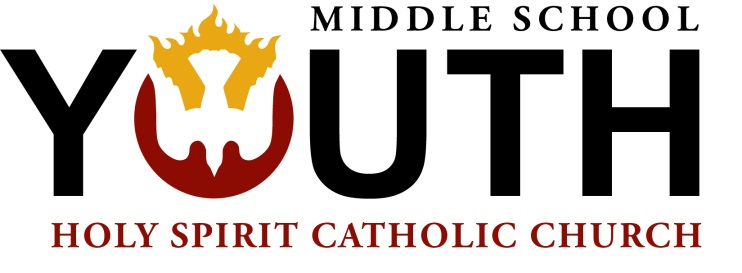 MIDDLE SCHOOL
YOUTH
HOLY SPIRIT CATHOLIC CHURCH